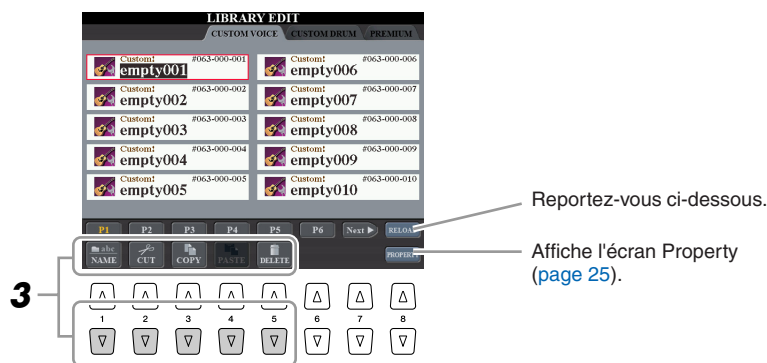 LIBRARY EDIT
CUSTOM VOICE CUSTOM DRUM PREMIUM
Custom! #063-000-001
empty001
Custom! #063-000-006
empty006
Custom! #063-000-002
empty002
Custom! #063-000-007
empty007
Custom! #063-000-003
empty003
Custom! #063-000-008
empty008
Custom! #063-000-004
empty004
Custom! #063-000-009
empty009
Custom! #063-000-005
empty005
Custom! #063-000-010
empty010
P1 P2 P3 P4 P5 P6 Next RELOAD
abc
NAME CUT COPY PASTE DELETE PROPERTY
Reportez-vous ci-dessous.
Affiche l'écran Property
(page 25).
3
1 2 3 4 5 6 7 8